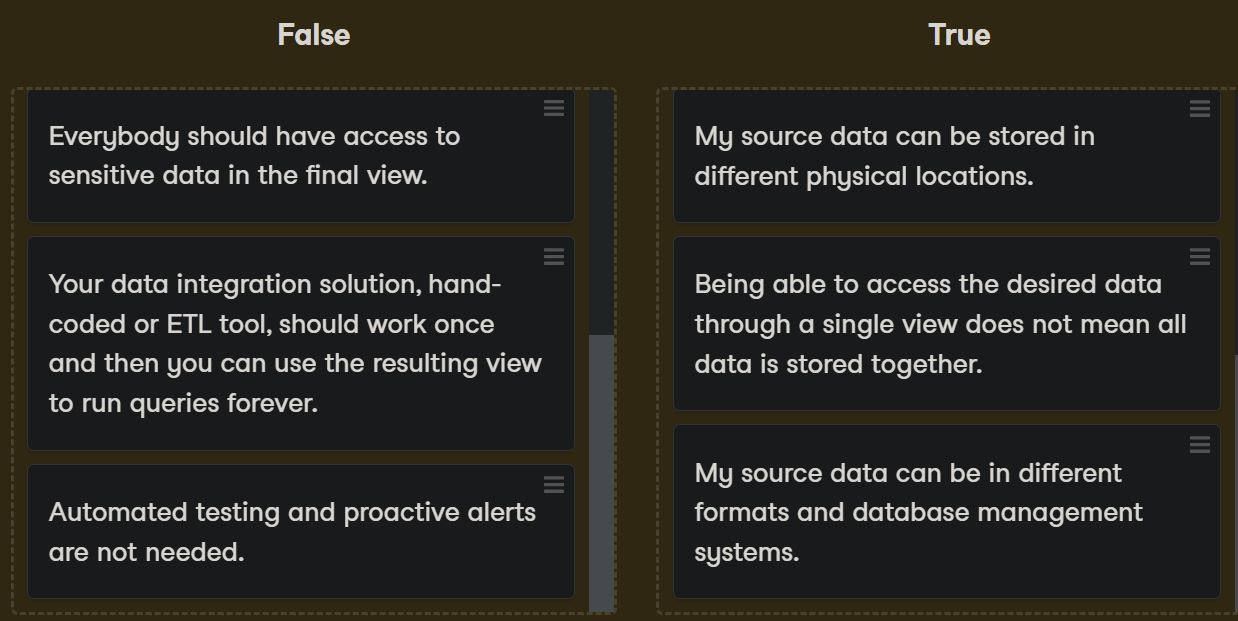 False
Everybody should have access to
sensitive data in the final view.
Your data integration solution, hand-
coded or ETL tool, should work once
and then you can use the resulting view
to run queries forever.
Automated testing and proactive alerts
are not needed.
True
My source data can be stored in
different physical locations.
Being able to access the desired data
through a single view does not mean all
data is stored together.
My source data can be in different
formats and database management
systems.